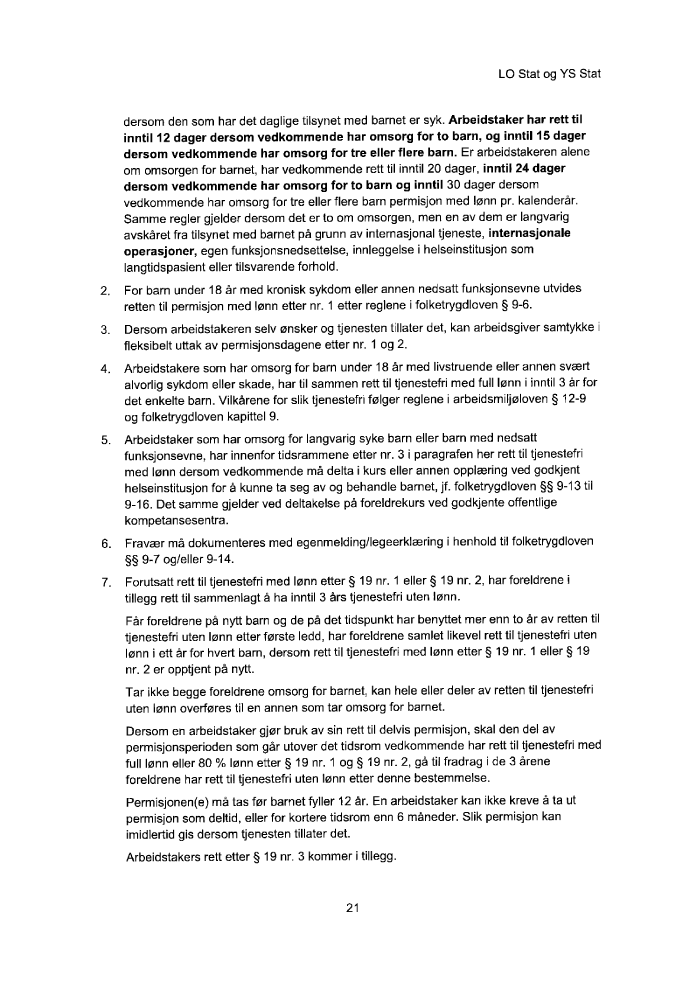 LO Stat og YS Stat
dersom den som har det daglige tilsynet med barnet er syk. Arbeidstaker har rett til
inntil 12 dager dersom vedkommende har omsorg for to barn, og inntil 15 dager
dersom vedkommende har omsorg for tre eller flere barn. Er arbeidstakeren alene
om omsorgen for barnet, har vedkommende rett til inntil 20 dager, inntil 24 dager
dersom vedkommende har omsorg for to barn og inntil 30 dager dersom
vedkommende har omsorg for tre eller flere barn permisjon med lønn pr. kalenderår.
Samme regler gjelder dersom det er to om omsorgen, men en av dem er langvarig
avskåret fra tilsynet med barnet på grunn av internasjonal tjeneste, internasjonale
operasjoner, egen funksjonsnedsettelse, innleggelse i helseinstitusjon som
langtidspasient eller tilsvarende forhold.
2. For barn under 18 år med kronisk sykdom eller annen nedsatt funksjonsevne utvides
retten til permisjon med lønn etter nr. 1 etter reglene i folketrygdloven § 9-6.
3. Dersom arbeidstakeren selv ønsker og tjenesten tillater det, kan arbeidsgiver samtykke i
fleksibelt uttak av permisjonsdagene etter nr. 1 og 2.
4. Arbeidstakere som har omsorg for barn under 18 år med livstruende eller annen svært
alvorlig sykdom eller skade, har til sammen rett til tjenestefri med full lønn i inntil 3 år for
det enkelte barn. Vilkårene for slik tjenestefri følger reglene i arbeidsmiljøloven § 12-9
og folketrygdloven kapittel 9.
5. Arbeidstaker som har omsorg for langvarig syke barn eller barn med nedsatt
funksjonsevne, har innenfor tidsrammene etter nr. 3 i paragrafen her rett til tjenestefri
med lønn dersom vedkommende må delta i kurs eller annen opplæring ved godkjent
helseinstitusjon for å kunne ta seg av og behandle barnet, jf. folketrygdloven §§ 9-13 til
9-16. Det samme gjelder ved deltakelse på foreldrekurs ved godkjente offentlige
kompetansesentra.
6. Fravær må dokumenteres med egenmelding/legeerklæring i henhold til folketrygdloven
§§ 9-7 og/eller 9-14.
7. Forutsatt rett til tjenestefri med lønn etter § 19 nr. 1 eller § 19 nr. 2, har foreldrene i
tillegg rett til sammenlagt å ha inntil 3 års tjenestefri uten lønn.
Får foreldrene på nytt barn og de på det tidspunkt har benyttet mer enn to år av retten til
tjenestefri uten lønn etter første ledd, har foreldrene samlet likevel rett til tjenestefri uten
lønn i ett år for hvert barn, dersom rett til tjenestefri med lønn etter § 19 nr. 1 eller § 19
nr. 2 er opptjent på nytt.
Tar ikke begge foreldrene omsorg for barnet, kan hele eller deler av retten til tjenestefri
uten lønn overføres til en annen som tar omsorg for barnet.
Dersom en arbeidstaker gjør bruk av sin rett til delvis permisjon, skal den del av
permisjonsperioden som går utover det tidsrom vedkommende har rett til tjenestefri med
full lønn eller 80 % lønn etter § 19 nr. 1 og § 19 nr. 2, gå til fradrag i de 3 årene
foreldrene har rett til tjenestefri uten lønn etter denne bestemmelse.
Permisjonen(e) må tas før barnet fyller 12 år. En arbeidstaker kan ikke kreve å ta ut
permisjon som deltid, eller for kortere tidsrom enn 6 måneder. Slik permisjon kan
imidlertid gis dersom tjenesten tillater det.
Arbeidstakers rett etter § 19 nr. 3 kommer i tillegg.
21